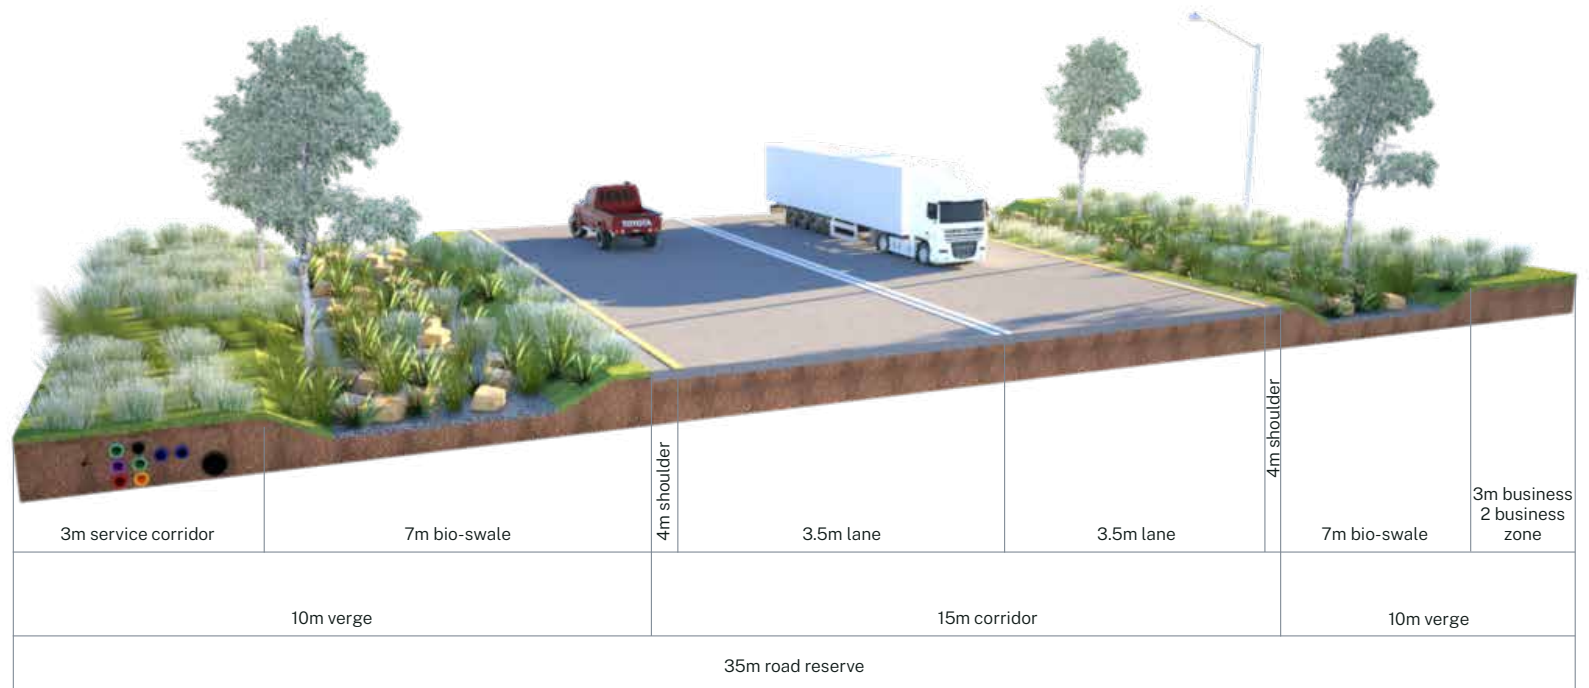 3m service corridor
7m bio-swale
4m shoulder
3.5m lane
3.5m lane
4m shoulder
7m bio-swale
3m business
2 business
zone
10m verge
15m corridor
10m verge
35m road reserve